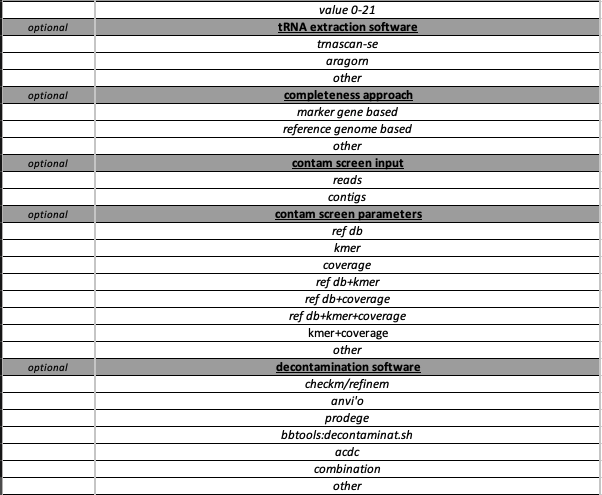 value 0-21
optional tRNA extraction software
trnascan-se
aragorn
other
optional completeness approach
marker gene based
reference genome based
other
optional contam screen input
reads
contigs
optional contam screen parameters
ref db
kmer
coverage
ref db+kmer
ref db+coverage
ref db+kmer+coverage
kmer+coverage
other
optional decontamination software
checkm/refinem
anvi'o
prodege
bbtools:decontaminat.sh
acdc
combination
other